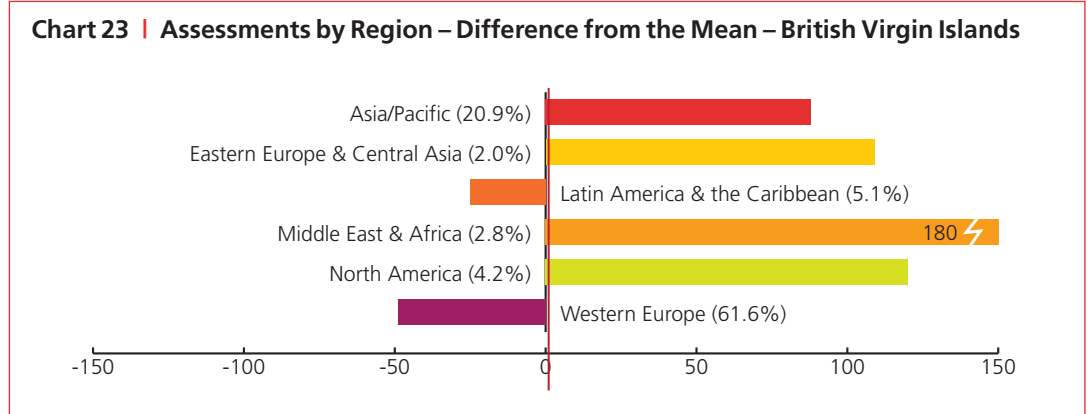 Chart 23 | Assessments by Region – Difference from the Mean – British Virgin Islands
Asia/Pacific (20.9%)
Eastern Europe & Central Asia (2.0%)
Latin America & the Caribbean (5.1%)
Middle East & Africa (2.8%)
180
North America (4.2%)
Western Europe (61.6%)
-150 -100 -50 0 50 100 150